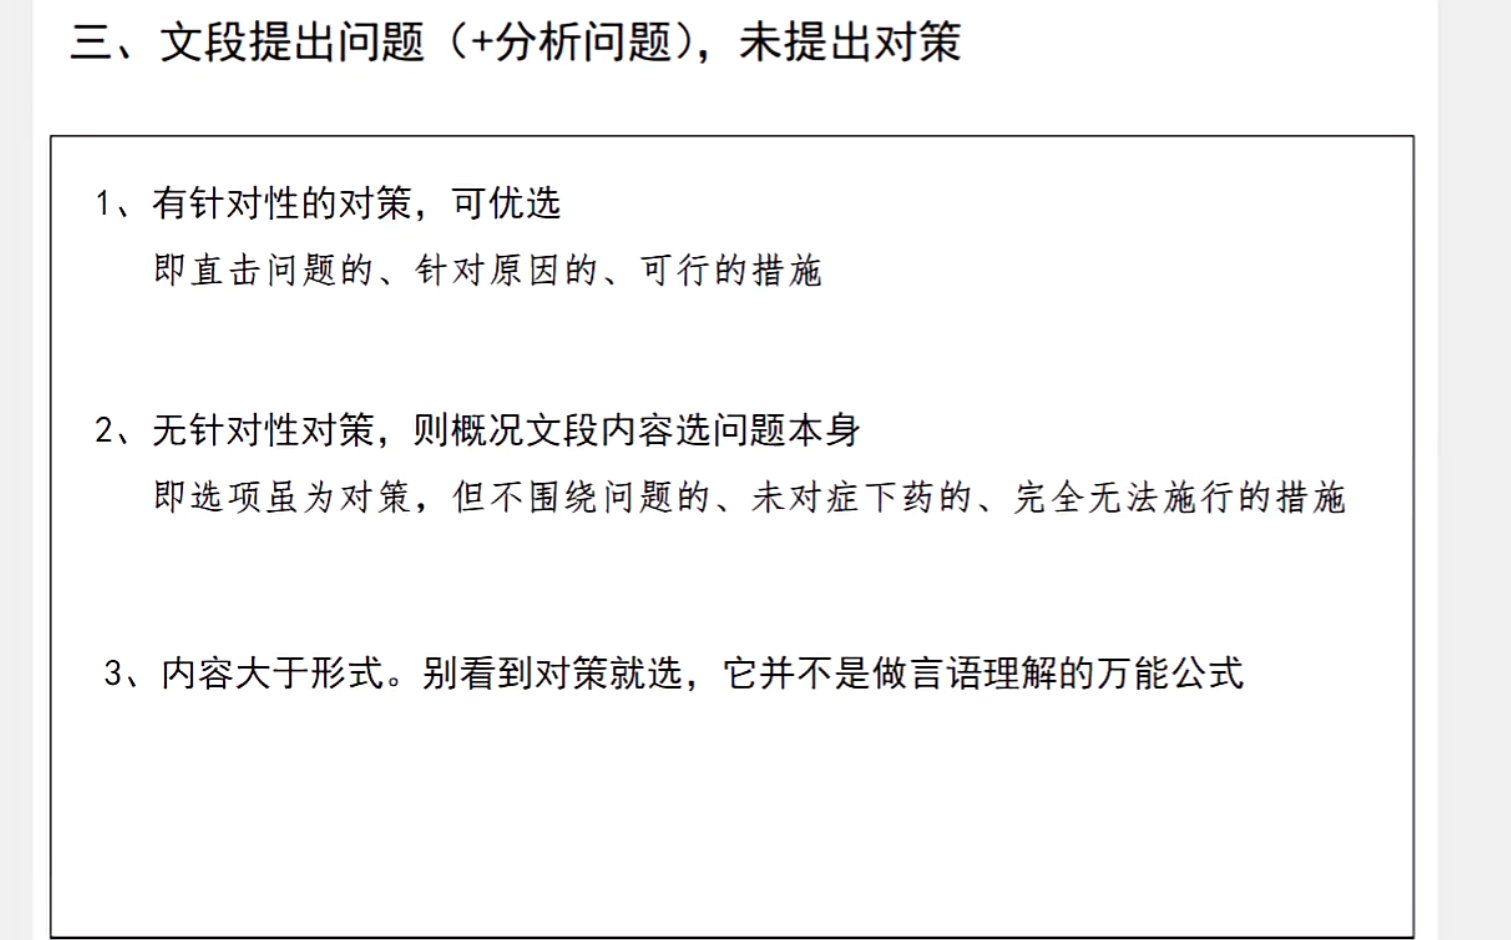 三、文段提出问题（+分析问题），未提出对策
1、有针对性的对策，可优选
即直击问题的、针对原因的、可行的措施
2、无针对性对策，则概况文段内容选问题本身
即选项虽为对策，但不围绕问题的、未对症下药的、完全无法施行的措施
3、内容大于形式。别看到对策就选，它并不是做言语理解的万能公式